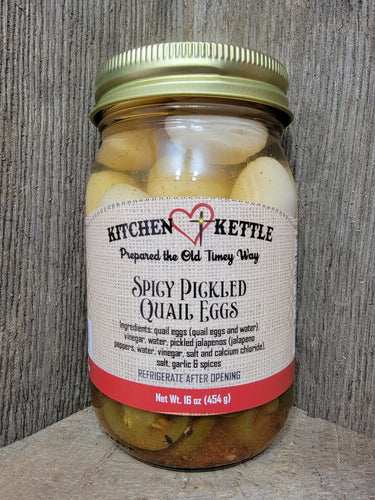 KITCHEN KETTLE
Prepared the Old Timey Way
SPICY PICKLED
QUAIL EGGS
Ingredients: quail eggs (quail eggs and water),
vinegar, water, pickled jalapenos (jalapeno
peppers, water, vinegar, salt and calcium chloride),
salt, garlic & spices
REFRIGERATE AFTER OPENING
Net Wt. 16 oz (454 g)